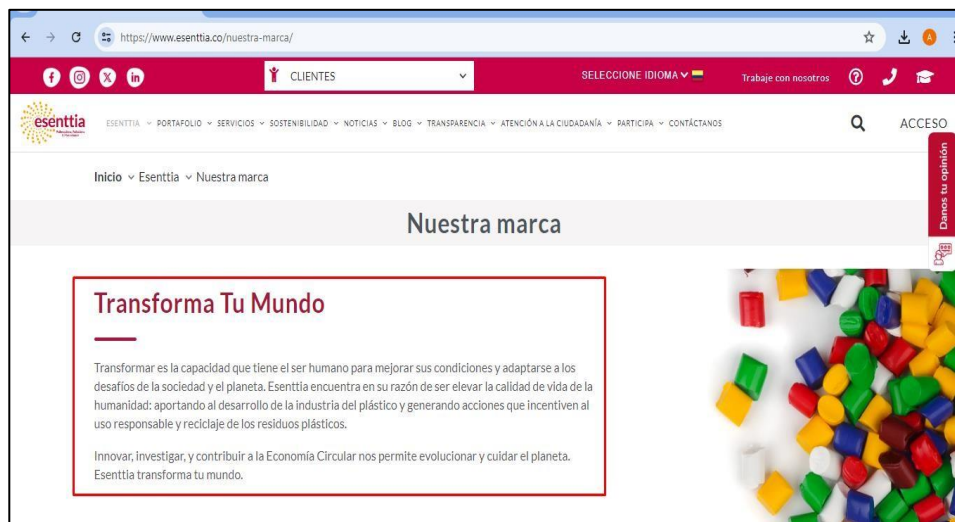 https://www.esenttia.co/nuestra-marca/
CLIENTES
SELECCIONE IDIOMA
Trabaje con nosotros
esenttia
ESENTTIA PORTAFOLIO SERVICIOS SOSTENIBILIDAD NOTICIAS BLOG TRANSPARENCIA ATENCIÓN A LA CIUDADANÍA PARTICIPA CONTÁCTANOS
ACCESO
Danos tu opinión
Inicio Esenttia Nuestra marca
Nuestra marca
Transforma Tu Mundo
Transformar es la capacidad que tiene el ser humano para mejorar sus condiciones y adaptarse a los
desafíos de la sociedad y el planeta. Esenttia encuentra en su razón de ser elevar la calidad de vida de la
humanidad: aportando al desarrollo de la industria del plástico y generando acciones que incentiven al
uso responsable y reciclaje de los residuos plásticos.
Innovar, investigar, y contribuir a la Economía Circular nos permite evolucionar y cuidar el planeta.
Esenttia transforma tu mundo.